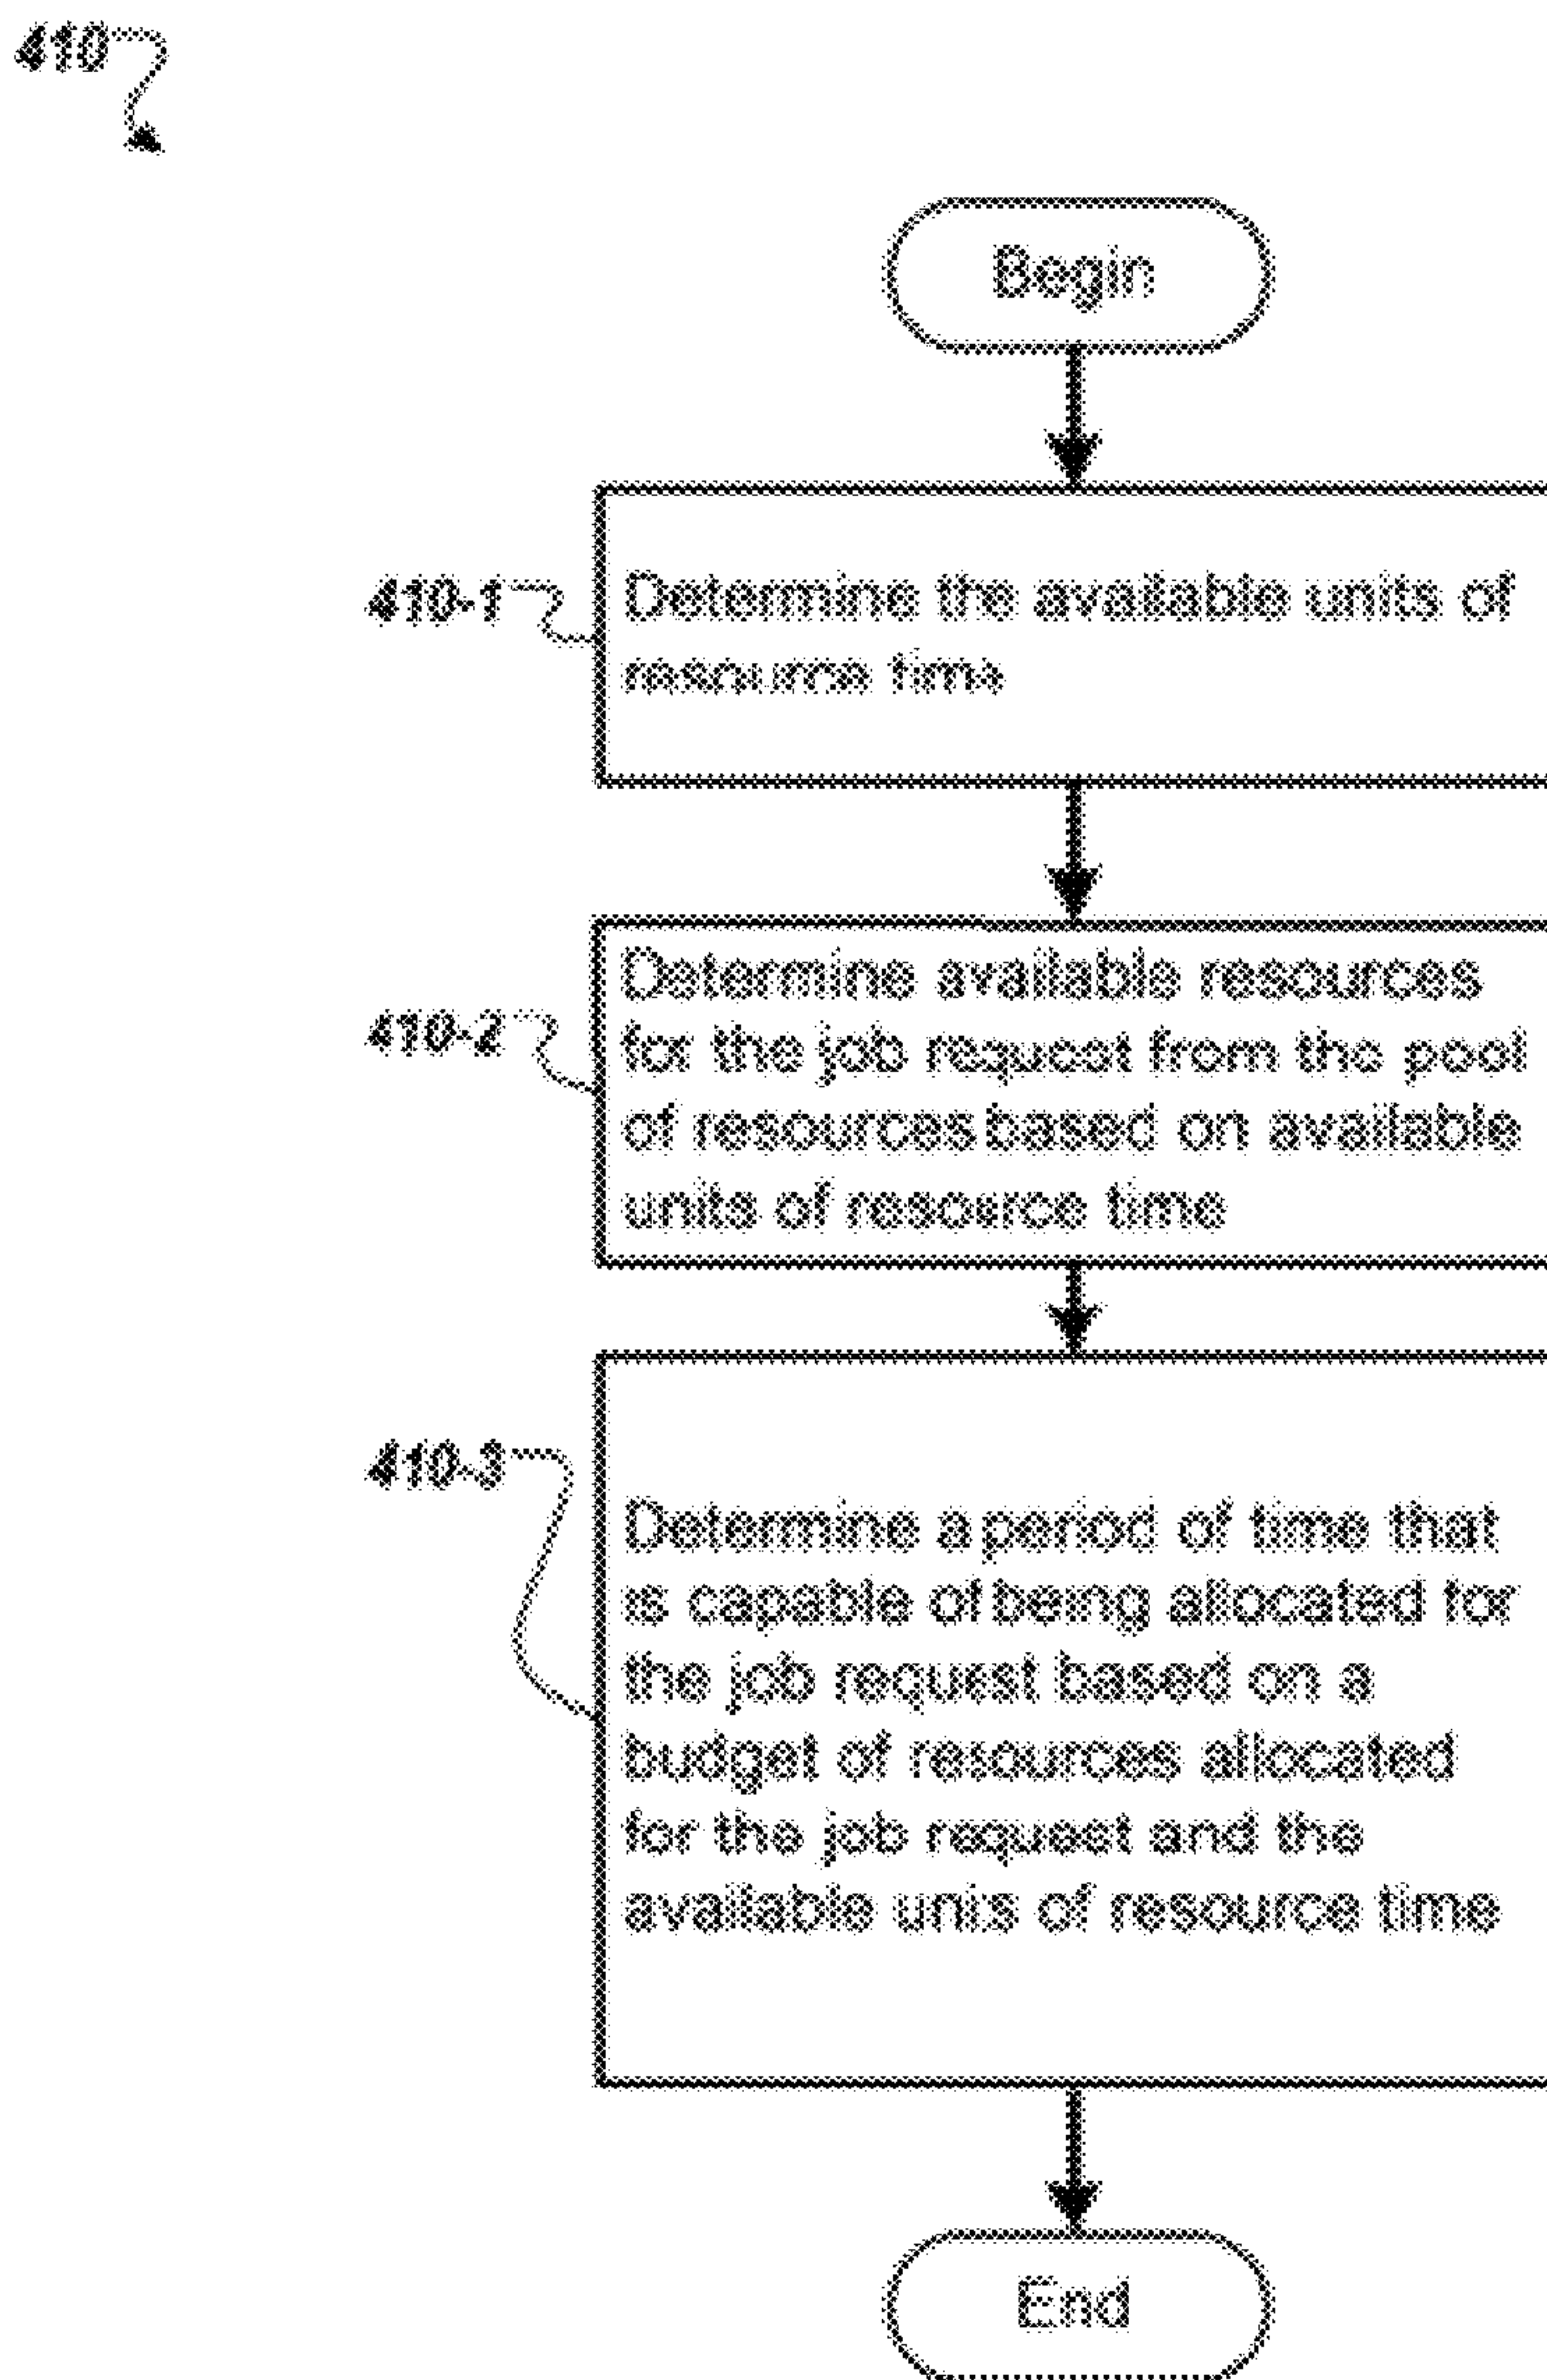 410
Begin
410-1
Determine the available units of
resource time
410-2
Determine available resources
for the job request from the pool
of resources based on available
units of resource time
410-3
Determine a period of time that
is capable of being allocated for
the job request based on a
budget of resources allocated
for the job request and the
available units of resource time
End